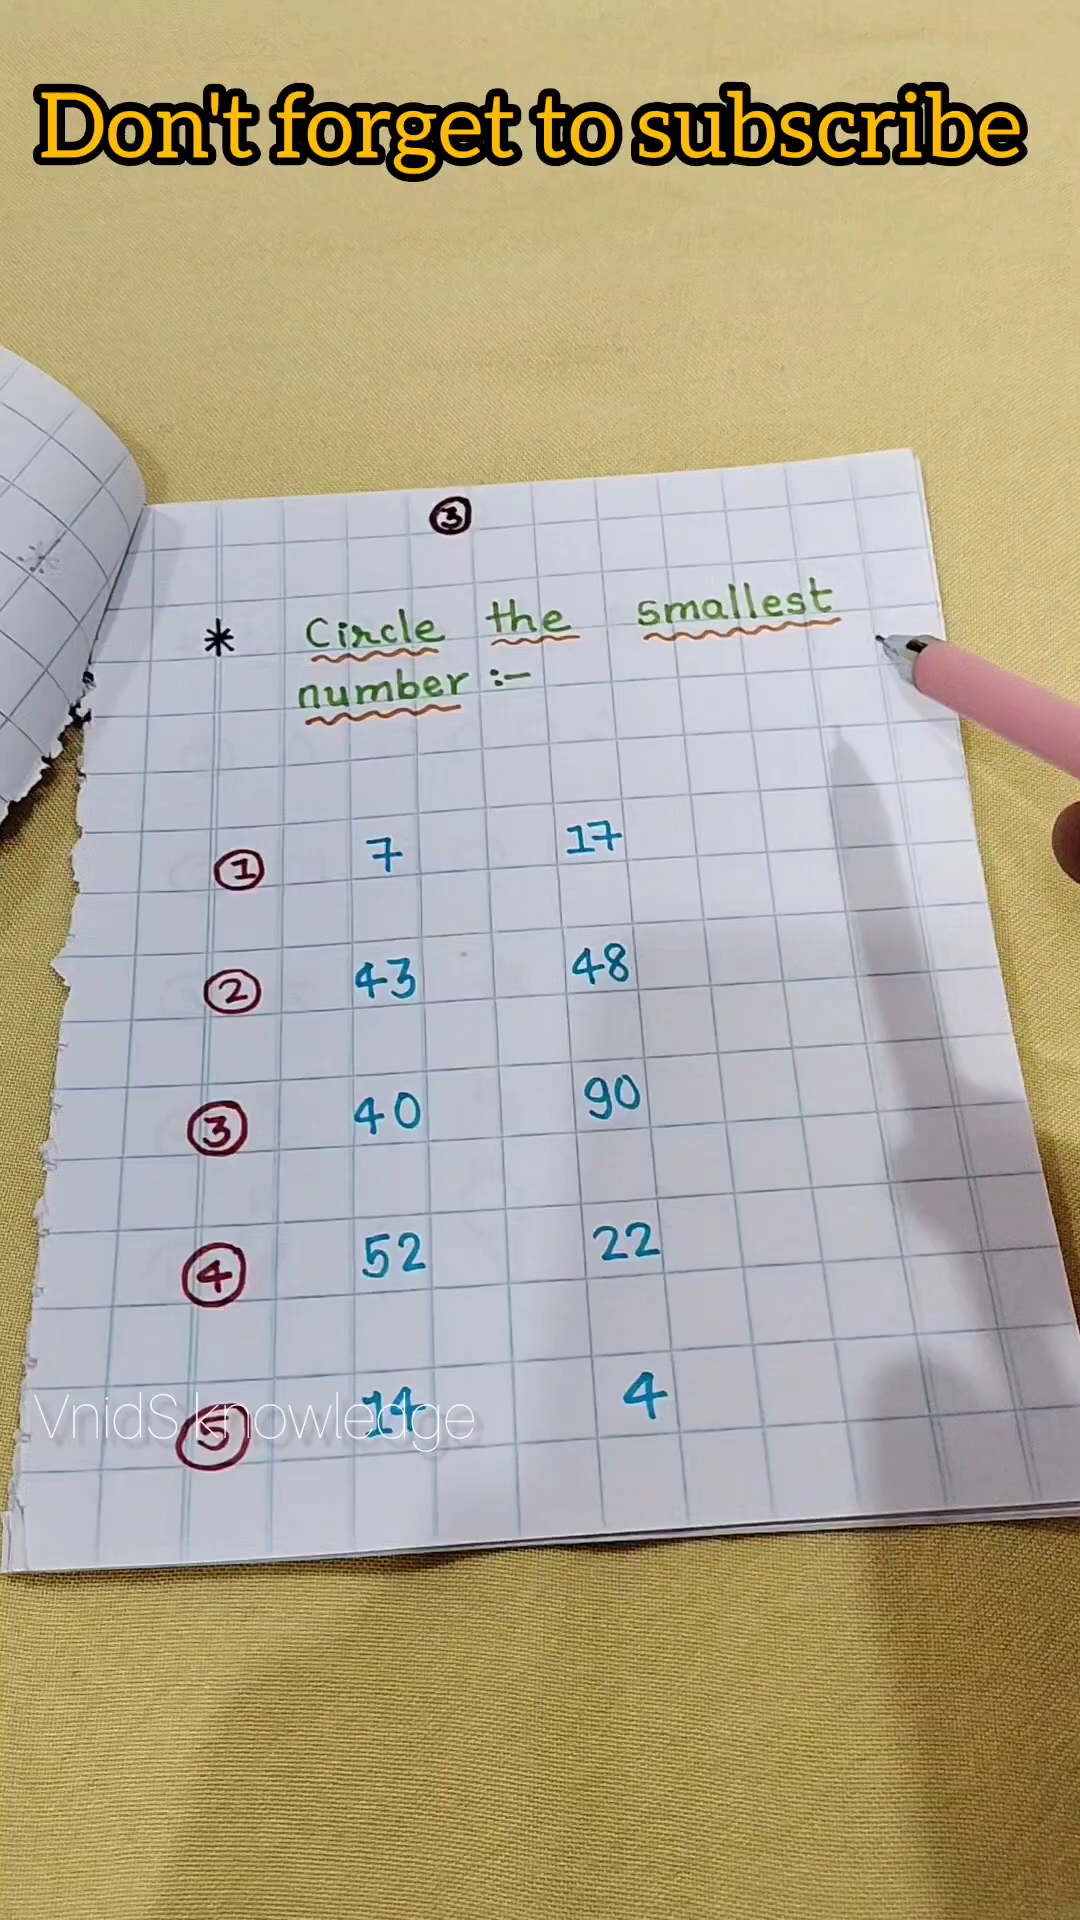 Don't forget to subscribe
3
* Circle the smallest
number :-
1 7 17
2 43 48
3 40 90
4 52 22
5 14 4
VnidS knowledge